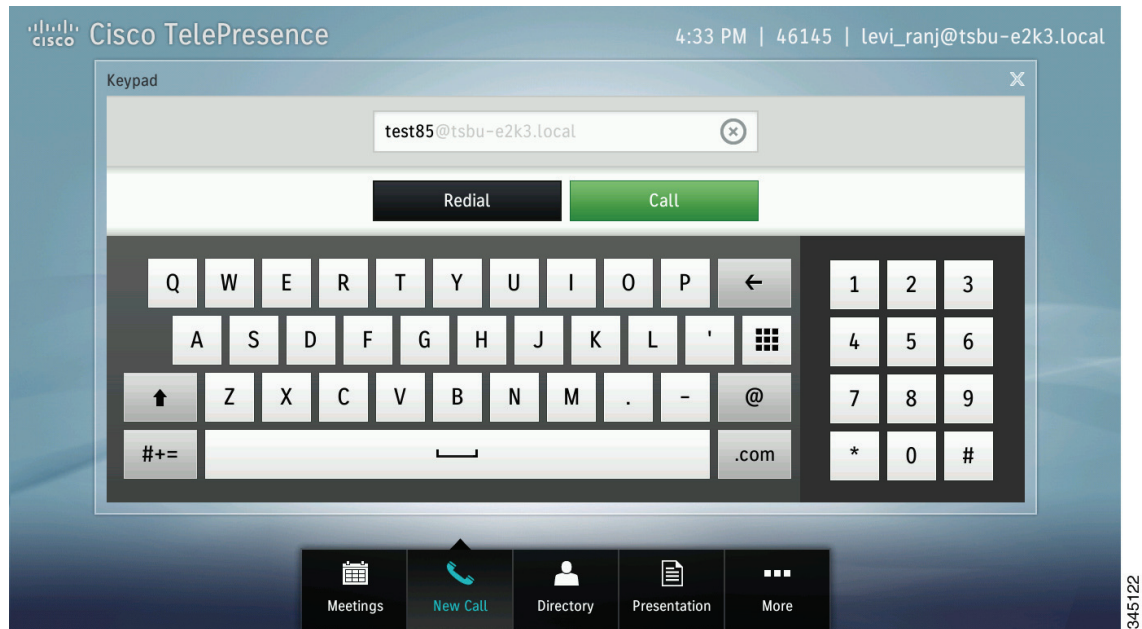 cisco Cisco TelePresence 4:33 PM | 46145 | levi_ranj@tsbu-e2k3.local
Keypad X
test85@tsbu-e2k3.local
Redial Call
Q W E R T Y U I O P ← 1 2 3
A S D F G H J K L ' 4 5 6
Z X C V B N M . - @ 7 8 9
#+= .com * 0 #
Meetings New Call Directory Presentation More
345122